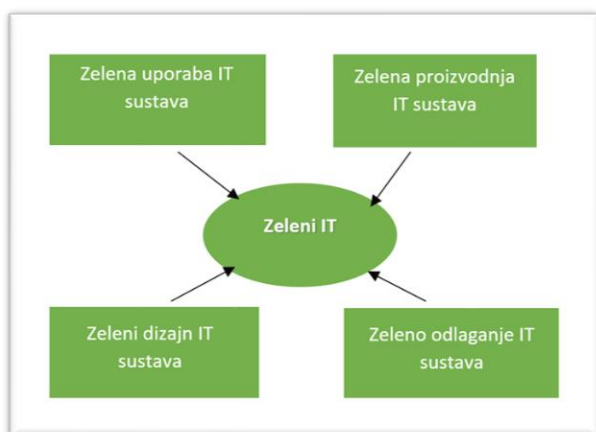 Zelena uporaba IT
sustava
Zelena proizvodnja
IT sustava
Zeleni IT
Zeleni dizajn IT
sustava
Zeleno odlaganje IT
sustava